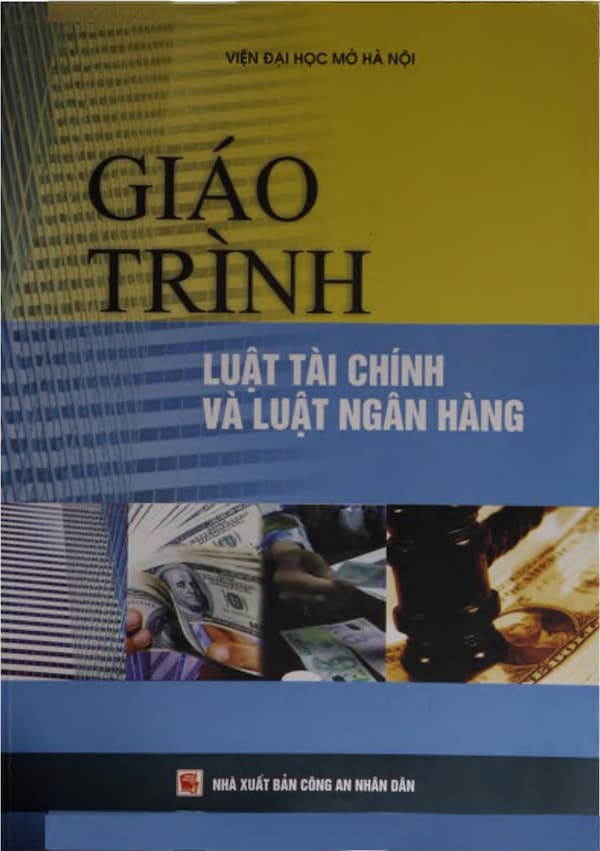 VIỆN ĐẠI HỌC MỞ HÀ NỘI
GIÁO
TRÌNH
LUẬT TÀI CHÍNH
VÀ LUẬT NGÂN HÀNG
NHÀ XUẤT BẢN CÔNG AN NHÂN DÂN